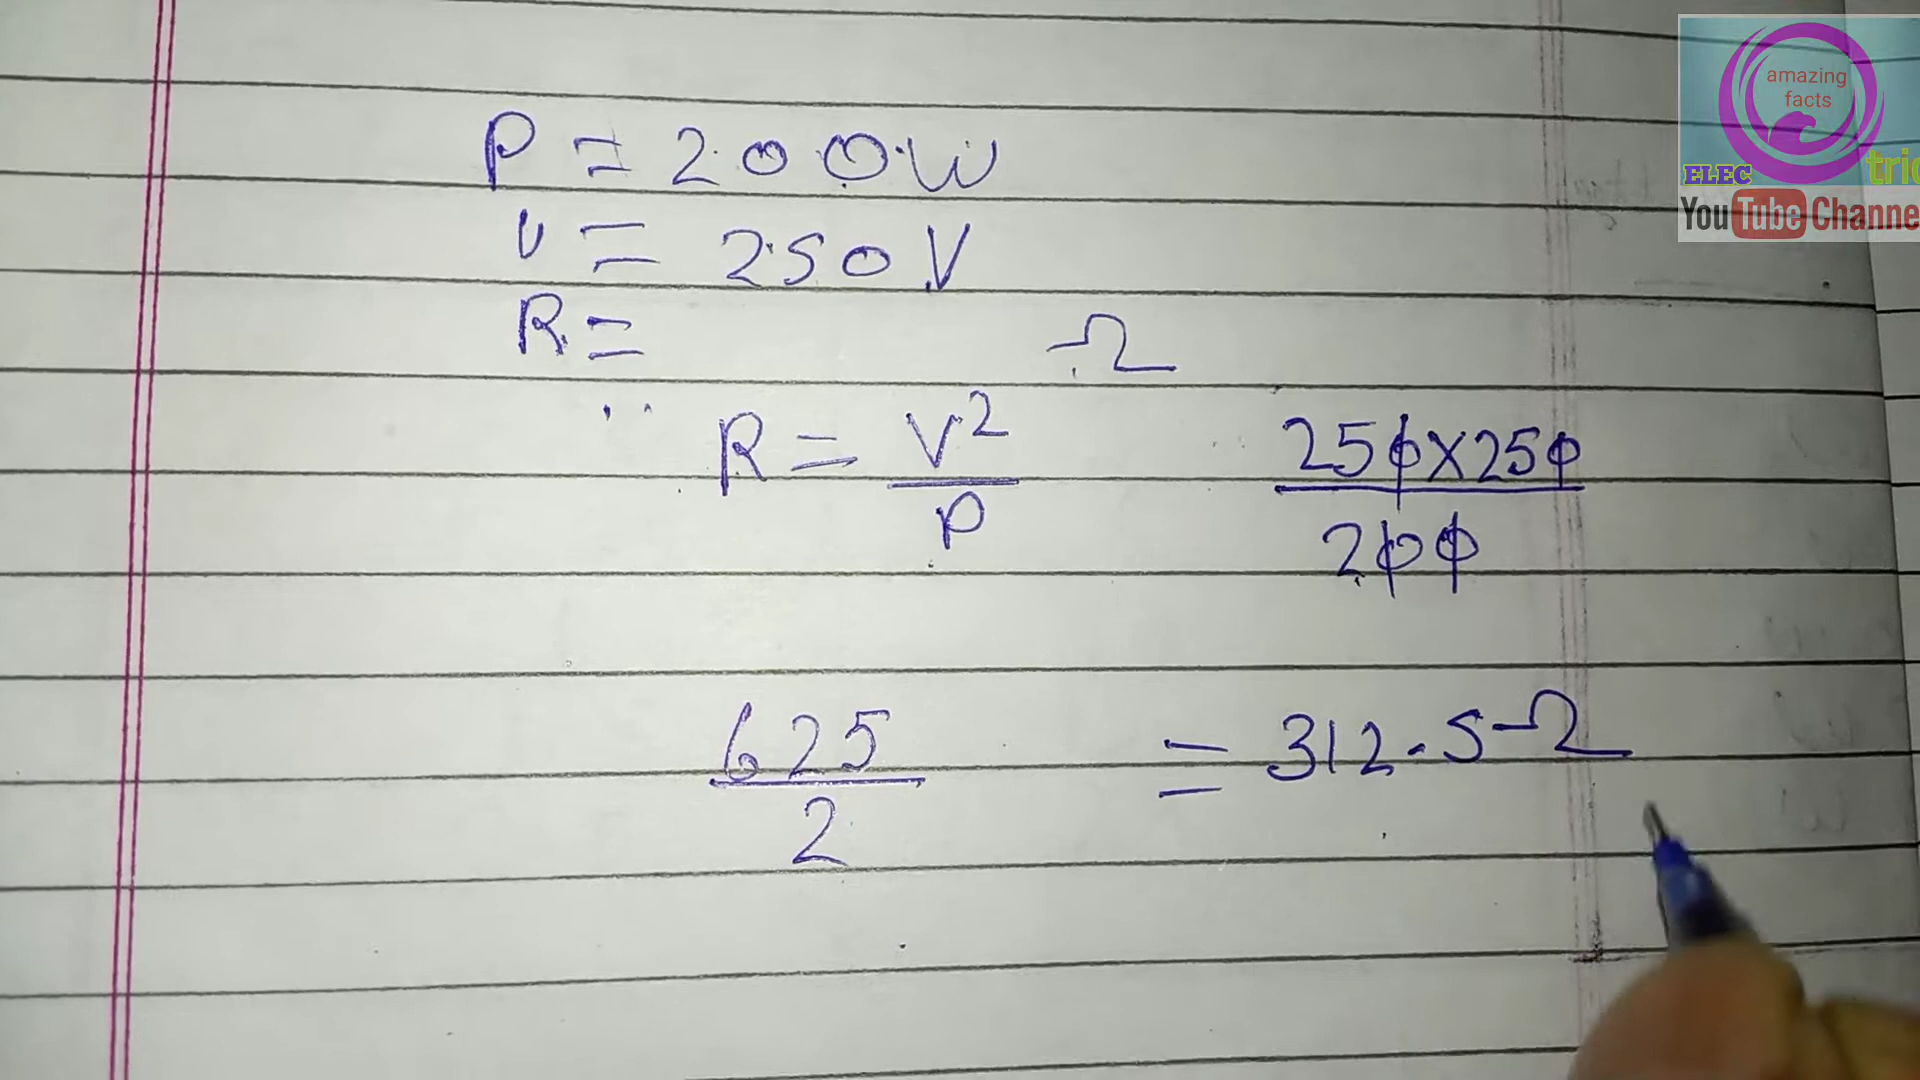 P = 200W
V = 250V
R = Ω
R = V²/P 250×250/200
625/2 = 312.5Ω
amazing
facts
ELEC tric
YouTube Channe